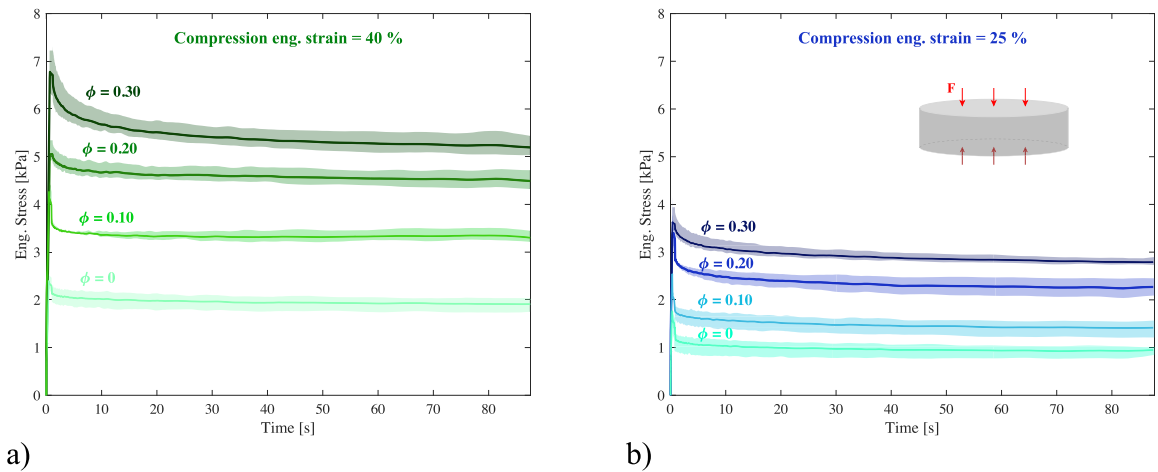 Compression eng. strain = 40 %
8
7
6
5
4
3
2
1
0
Eng. Stress [kPa]
ϕ = 0.30
ϕ = 0.20
ϕ = 0.10
ϕ = 0
0 10 20 30 40 50 60 70 80
Time [s]
a)
Compression eng. strain = 25 %
8
7
6
5
4
3
2
1
0
Eng. Stress [kPa]
F
ϕ = 0.30
ϕ = 0.20
ϕ = 0.10
ϕ = 0
0 10 20 30 40 50 60 70 80
Time [s]
b)